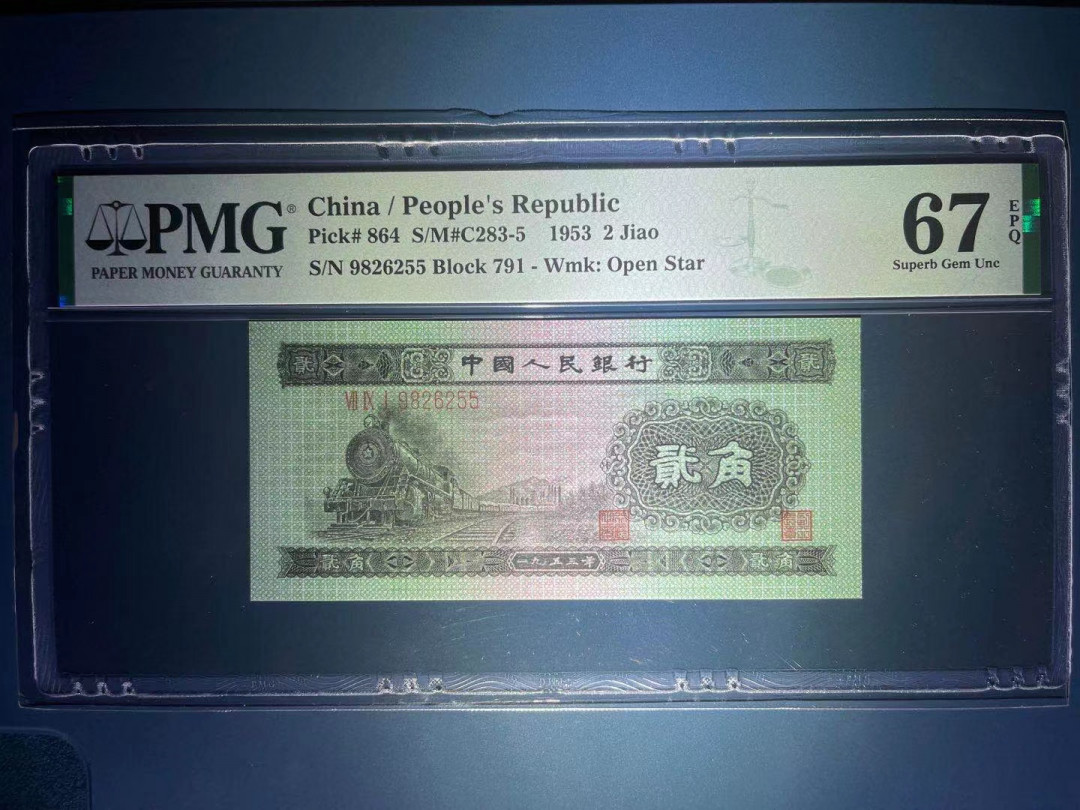 PMG®
PAPER MONEY GUARANTY
China / People's Republic
Pick# 864 S/M#C283-5 1953 2 Jiao
S/N 9826255 Block 791 - Wmk: Open Star
67
EPQ
Superb Gem Unc
貳 中國人民銀行 貳
VII IX I 9826255
貳角
貳角 一九五三年 貳角